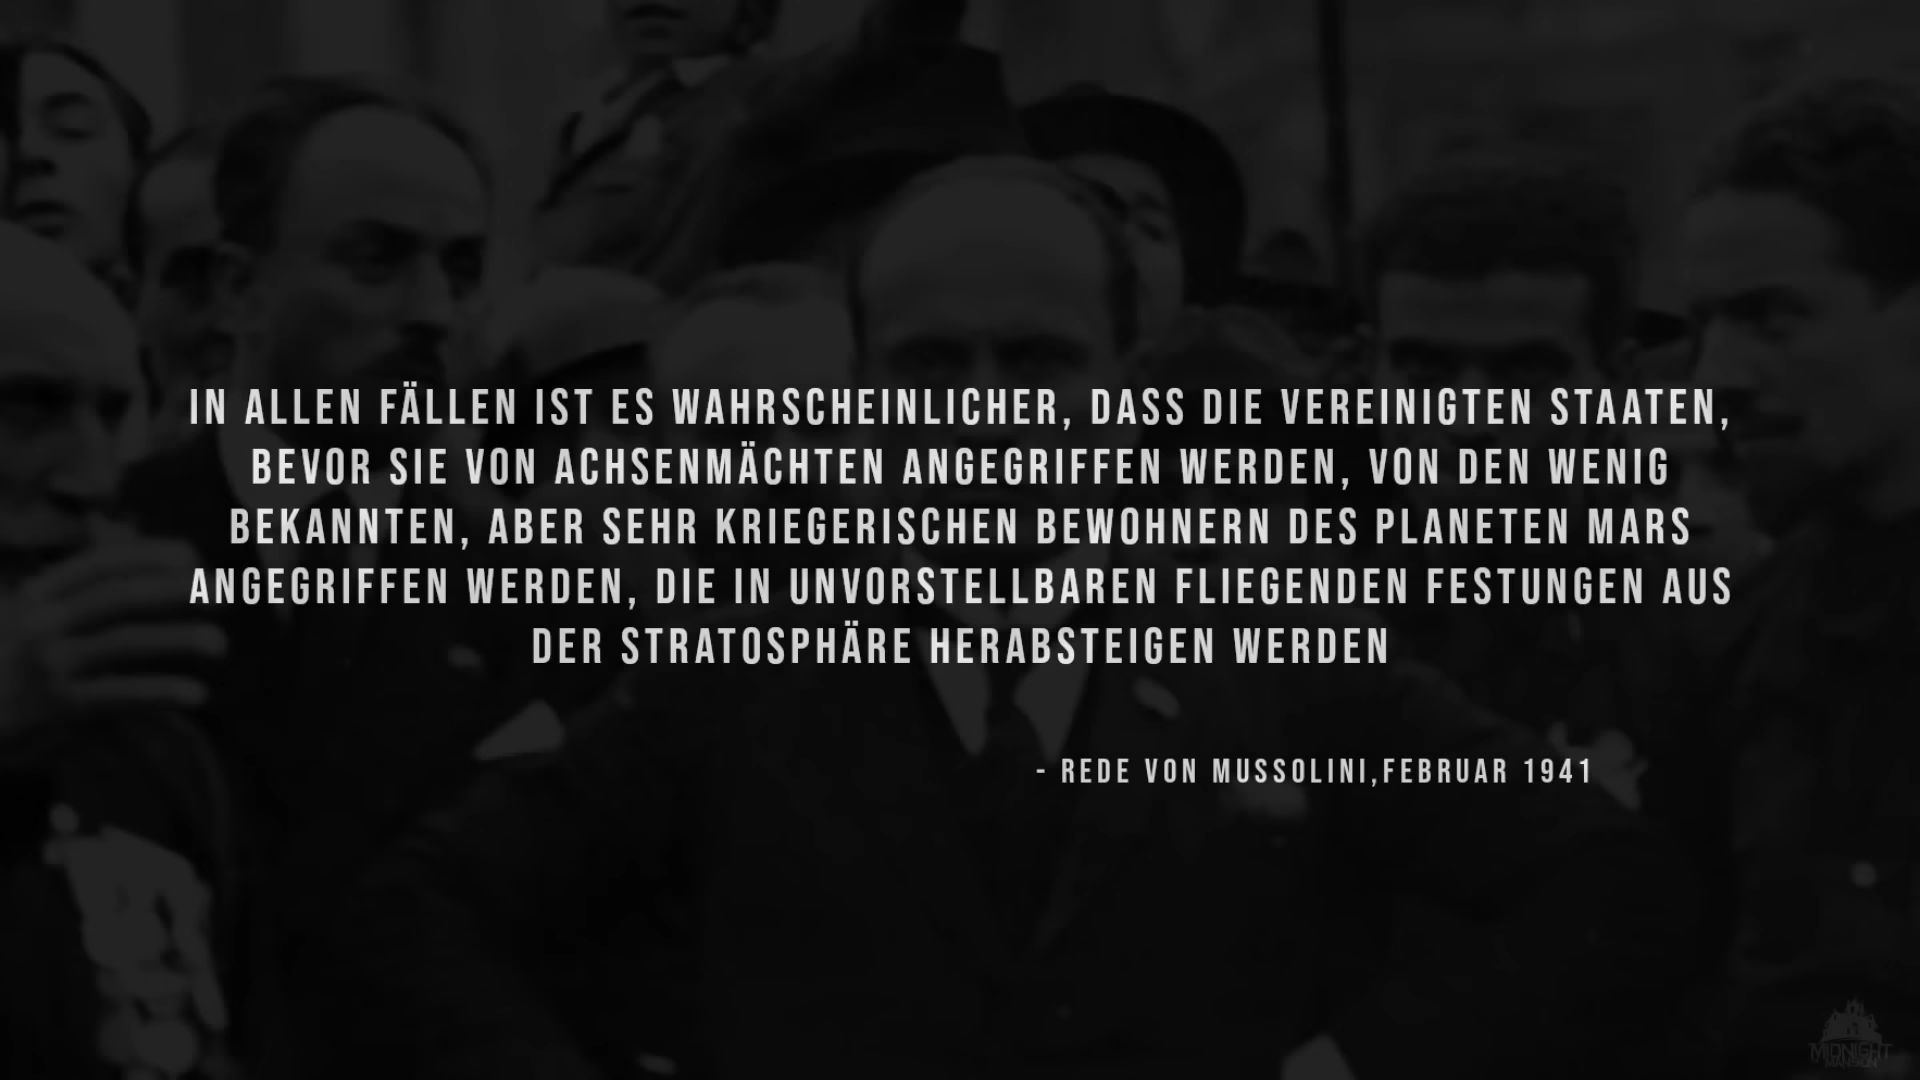 IN ALLEN FÄLLEN IST ES WAHRSCHEINLICHER, DASS DIE VEREINIGTEN STAATEN,
BEVOR SIE VON ACHSENMÄCHTEN ANGEGRIFFEN WERDEN, VON DEN WENIG
BEKANNTEN, ABER SEHR KRIEGERISCHEN BEWOHNERN DES PLANETEN MARS
ANGEGRIFFEN WERDEN, DIE IN UNVORSTELLBAREN FLIEGENDEN FESTUNGEN AUS
DER STRATOSPHÄRE HERABSTEIGEN WERDEN
- REDE VON MUSSOLINI,FEBRUAR 1941
MIDNIGHT
MANSION